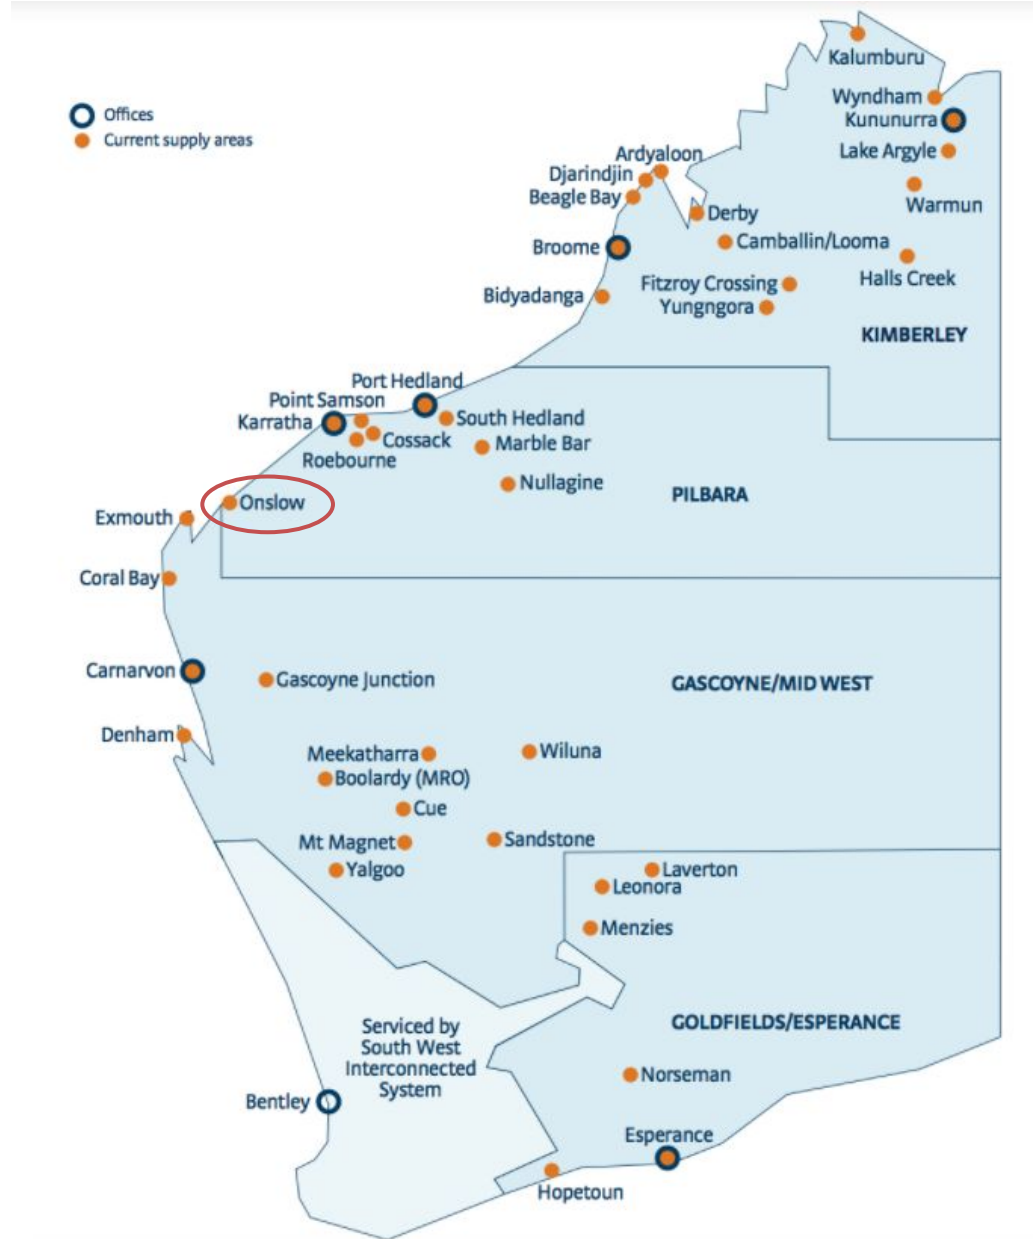 Kalumburu
Offices
Current supply areas
Wyndham
Kununurra
Lake Argyle
Ardyaloon
Djarindjin
Beagle Bay
Warmun
Derby
Broome
Camballin/Looma
Halls Creek
Fitzroy Crossing
Bidyadanga
Yungngora
KIMBERLEY
Port Hedland
Point Samson
Karratha
South Hedland
Cossack
Marble Bar
Roebourne
Nullagine
PILBARA
Onslow
Exmouth
Coral Bay
Carnarvon
Gascoyne Junction
GASCOYNE/MID WEST
Denham
Meekatharra
Wiluna
Boolardy (MRO)
Cue
Mt Magnet
Sandstone
Yalgoo
Laverton
Leonora
Menzies
Serviced by
South West
Interconnected
System
GOLDFIELDS/ESPERANCE
Norseman
Bentley
Esperance
Hopetoun